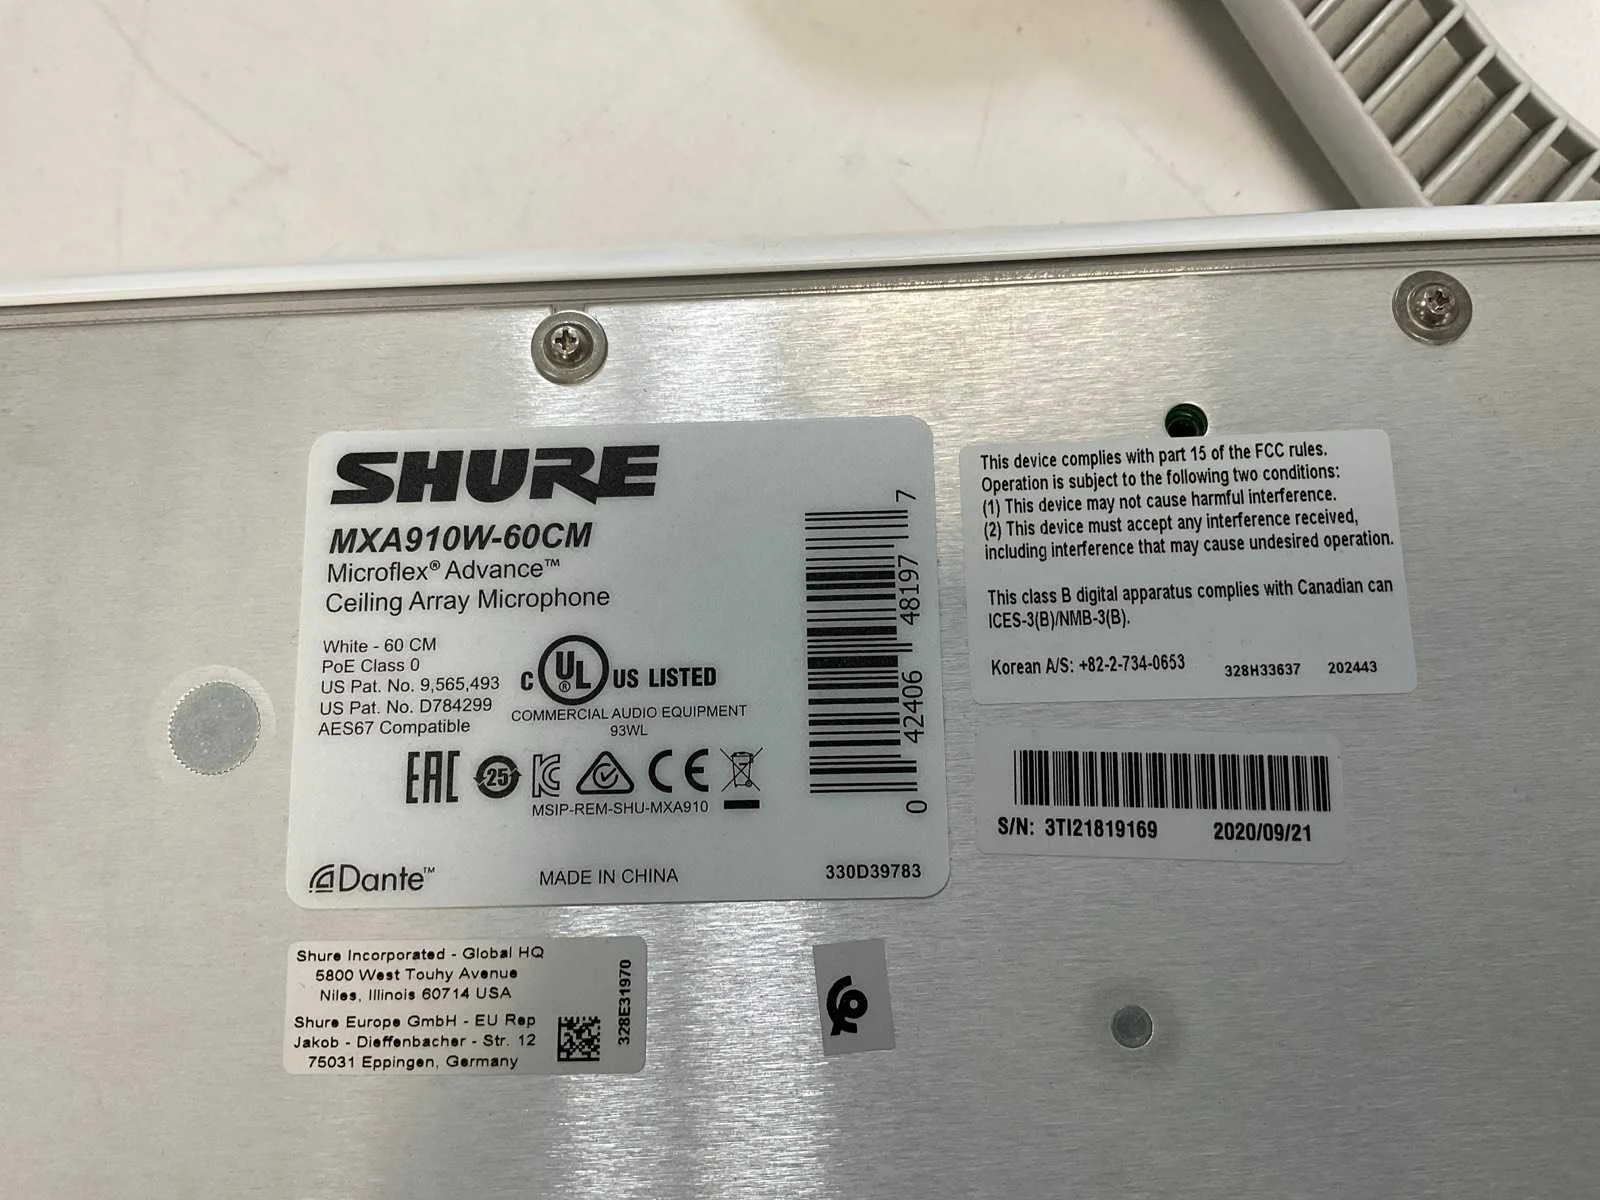 SHURE
MXA910W-60CM
Microflex® Advance™
Ceiling Array Microphone
White - 60 CM
PoE Class 0
US Pat. No. 9,565,493
US Pat. No. D784299
AES67 Compatible
C UL® US LISTED
COMMERCIAL AUDIO EQUIPMENT
93WL
EAC 25 CE
MSIP-REM-SHU-MXA910
Dante™
MADE IN CHINA
330D39783
0 42406 48197 7
This device complies with part 15 of the FCC rules.
Operation is subject to the following two conditions:
(1) This device may not cause harmful interference.
(2) This device must accept any interference received,
including interference that may cause undesired operation.
This class B digital apparatus complies with Canadian can
ICES-3(B)/NMB-3(B).
Korean A/S: +82-2-734-0653 328H33637 202443
S/N: 3TI21819169 2020/09/21
Shure Incorporated - Global HQ
5800 West Touhy Avenue
Niles, Illinois 60714 USA
Shure Europe GmbH - EU Rep
Jakob - Dieffenbacher - Str. 12
75031 Eppingen, Germany
328E31970